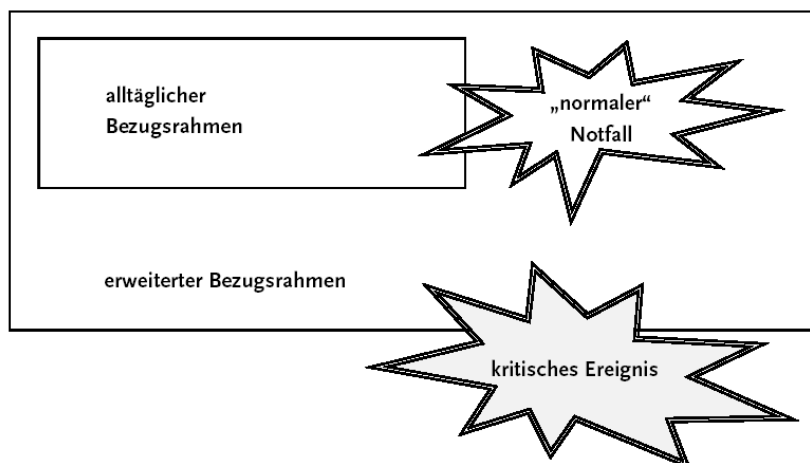 alltäglicher
Bezugsrahmen
„normaler“
Notfall
erweiterter Bezugsrahmen
kritisches Ereignis